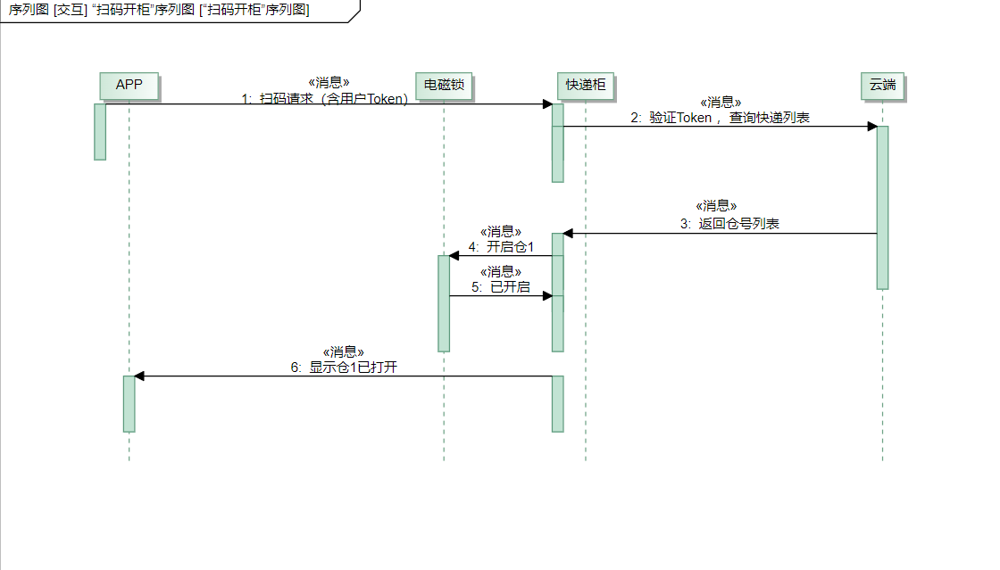 序列图 [交互] “扫码开柜”序列图 [“扫码开柜”序列图]
APP
电磁锁
快递柜
云端
«消息»
1: 扫码请求（含用户Token）
«消息»
2: 验证Token ，查询快递列表
«消息»
3: 返回仓号列表
«消息»
4: 开启仓1
«消息»
5: 已开启
«消息»
6: 显示仓1已打开